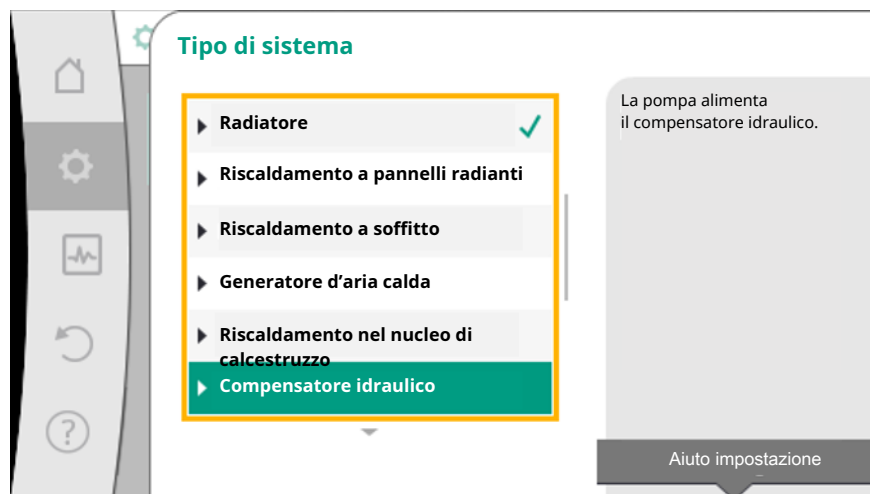 Tipo di sistema
Radiatore
Riscaldamento a pannelli radianti
Riscaldamento a soffitto
Generatore d’aria calda
Riscaldamento nel nucleo di
calcestruzzo
Compensatore idraulico
La pompa alimenta
il compensatore idraulico.
Aiuto impostazione